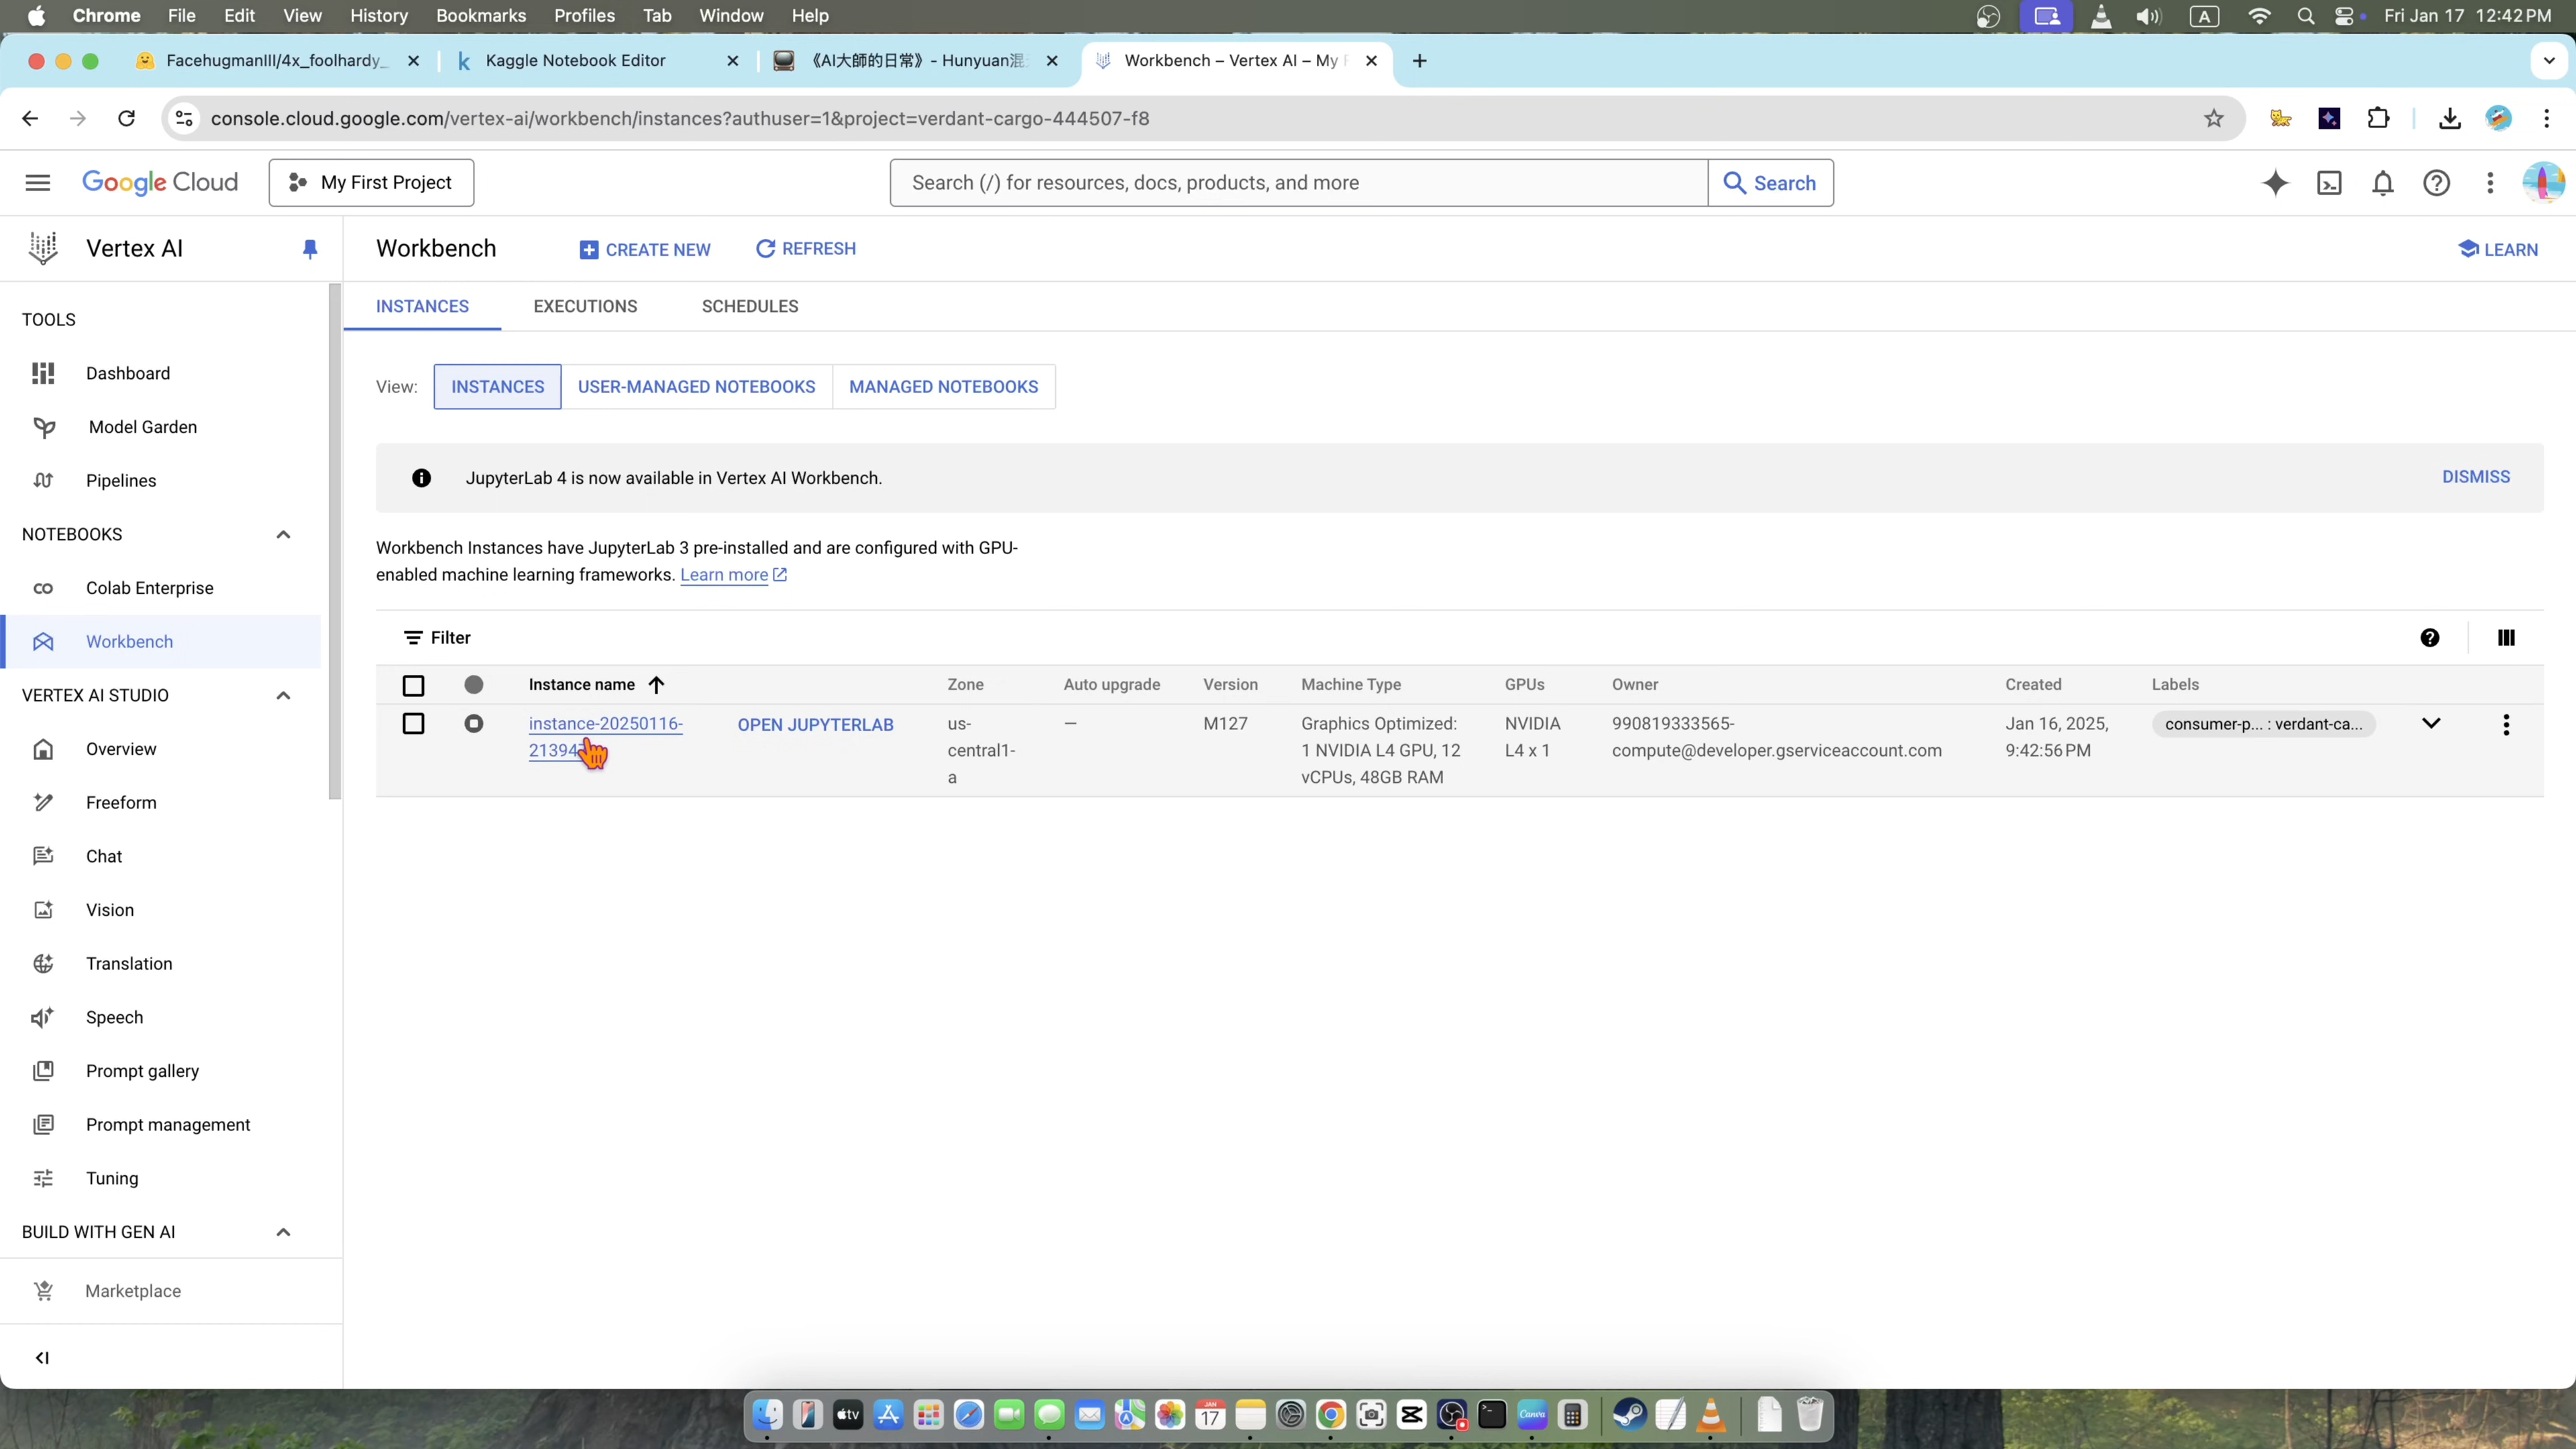 Chrome File Edit View History Bookmarks Profiles Tab Window Help
A Fri Jan 17 12:42 PM
Facehugmanlll/4x_foolhardy_ Kaggle Notebook Editor 《AI大師的日常》- Hunyuan混 Workbench – Vertex AI – My
console.cloud.google.com/vertex-ai/workbench/instances?authuser=1&project=verdant-cargo-444507-f8
Google Cloud My First Project Search (/) for resources, docs, products, and more Search
Vertex AI Workbench CREATE NEW REFRESH LEARN
TOOLS
Dashboard
Model Garden
Pipelines
NOTEBOOKS
Colab Enterprise
Workbench
VERTEX AI STUDIO
Overview
Freeform
Chat
Vision
Translation
Speech
Prompt gallery
Prompt management
Tuning
BUILD WITH GEN AI
Marketplace
INSTANCES EXECUTIONS SCHEDULES
View: INSTANCES USER-MANAGED NOTEBOOKS MANAGED NOTEBOOKS
JupyterLab 4 is now available in Vertex AI Workbench. DISMISS
Workbench Instances have JupyterLab 3 pre-installed and are configured with GPU-
enabled machine learning frameworks. Learn more
Filter
Instance name Zone Auto upgrade Version Machine Type GPUs Owner Created Labels
instance-20250116- OPEN JUPYTERLAB us- – M127 Graphics Optimized: NVIDIA 990819333565- Jan 16, 2025, consumer-p... : verdant-ca...
central1- 1 NVIDIA L4 GPU, 12 L4 x 1 compute@developer.gserviceaccount.com 9:42:56 PM
a vCPUs, 48GB RAM
tv JAN 17 Canva